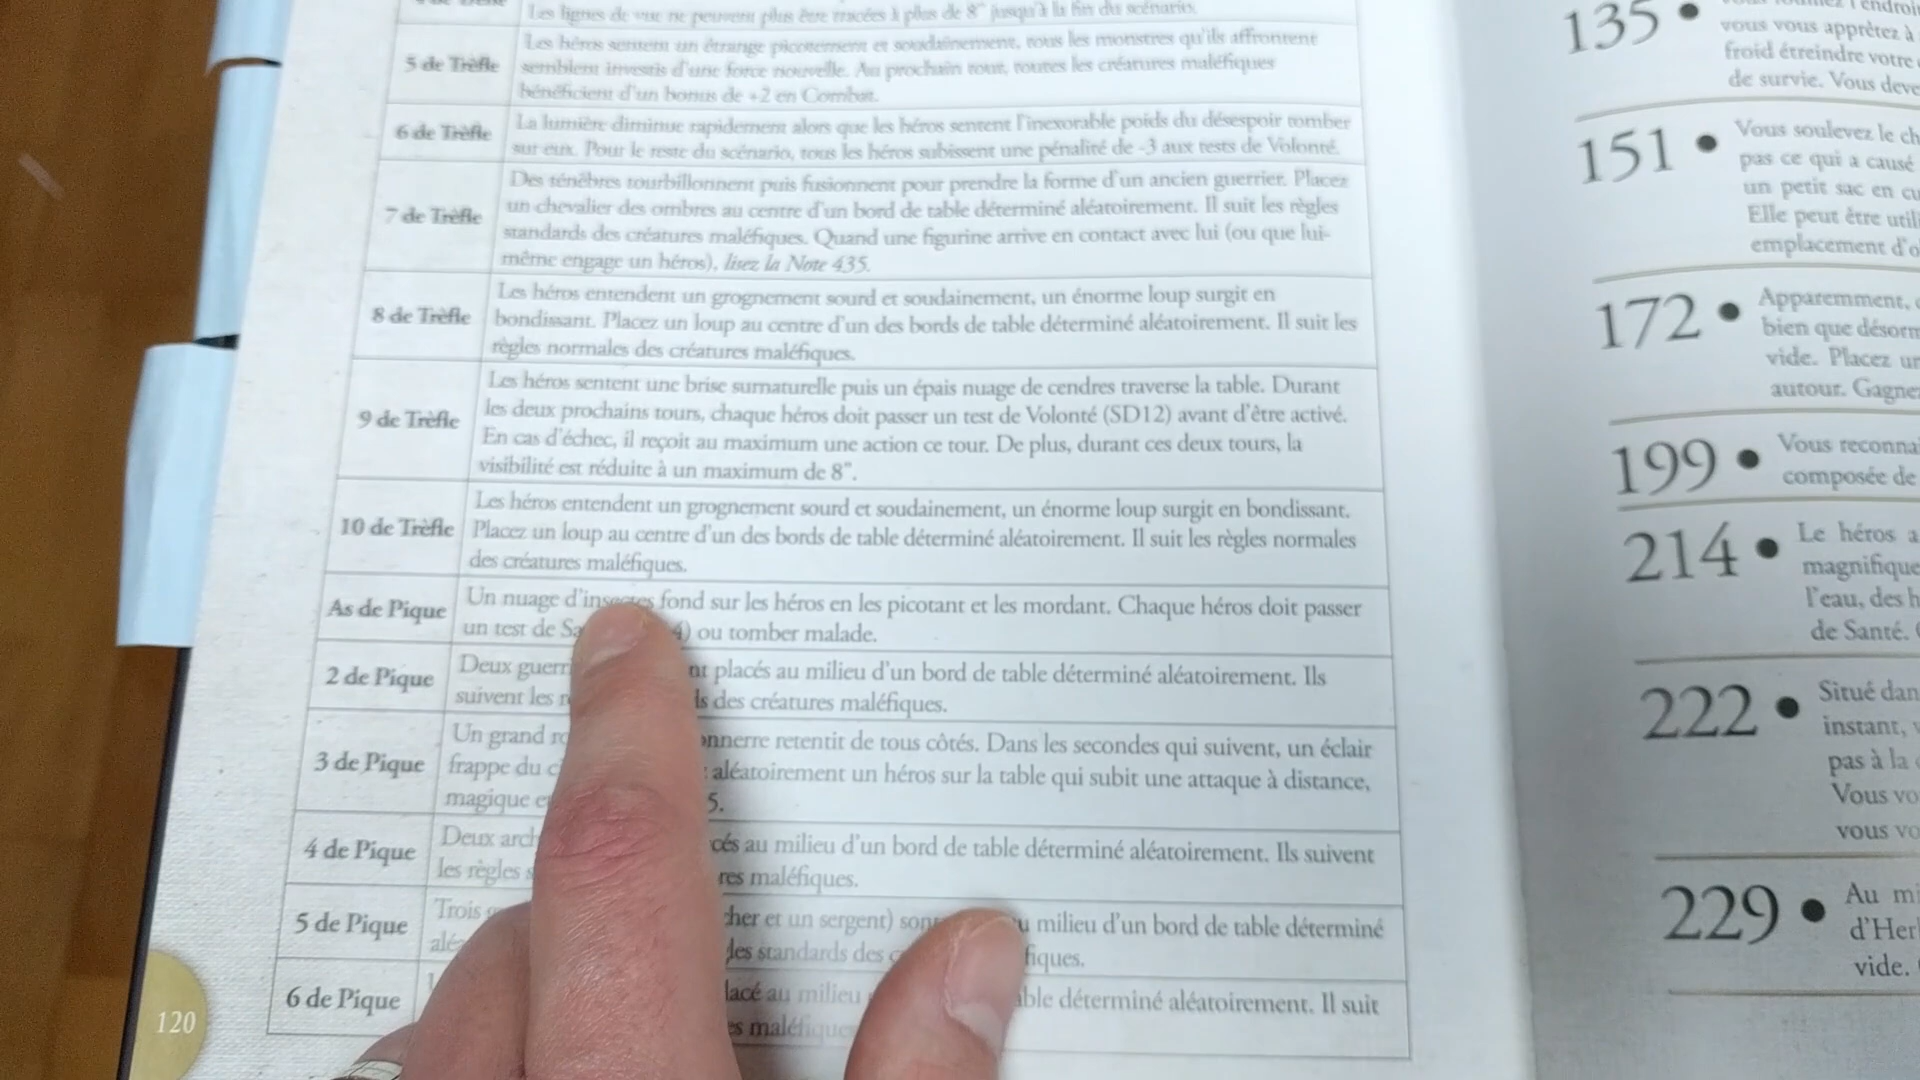 Les lignes de vue ne peuvent plus être tracées à plus de 8" jusqu'à la fin du scénario.
5 de Trèfle
Les héros sentent un étrange picotement et soudainement, tous les monstres qu'ils affrontent
semblent investis d'une force nouvelle. Au prochain tour, toutes les créatures maléfiques
bénéficient d'un bonus de +2 en Combat.
6 de Trèfle
La lumière diminue rapidement alors que les héros sentent l'inexorable poids du désespoir tomber
sur eux. Pour le reste du scénario, tous les héros subissent une pénalité de -3 aux tests de Volonté.
7 de Trèfle
Des ténèbres tourbillonnent puis fusionnent pour prendre la forme d'un ancien guerrier. Placez
un chevalier des ombres au centre d'un bord de table déterminé aléatoirement. Il suit les règles
standards des créatures maléfiques. Quand une figurine arrive en contact avec lui (ou que lui-
même engage un héros), lisez la Note 435.
8 de Trèfle
Les héros entendent un grognement sourd et soudainement, un énorme loup surgit en
bondissant. Placez un loup au centre d'un des bords de table déterminé aléatoirement. Il suit les
règles normales des créatures maléfiques.
9 de Trèfle
Les héros sentent une brise surnaturelle puis un épais nuage de cendres traverse la table. Durant
les deux prochains tours, chaque héros doit passer un test de Volonté (SD12) avant d'être activé.
En cas d'échec, il reçoit au maximum une action ce tour. De plus, durant ces deux tours, la
visibilité est réduite à un maximum de 8".
10 de Trèfle
Les héros entendent un grognement sourd et soudainement, un énorme loup surgit en bondissant.
Placez un loup au centre d'un des bords de table déterminé aléatoirement. Il suit les règles normales
des créatures maléfiques.
As de Pique
Un nuage d'insectes fond sur les héros en les picotant et les mordant. Chaque héros doit passer
un test de Sa 4) ou tomber malade.
2 de Pique
Deux guerri nt placés au milieu d'un bord de table déterminé aléatoirement. Ils
suivent les ls des créatures maléfiques.
3 de Pique
Un grand onnerre retentit de tous côtés. Dans les secondes qui suivent, un éclair
frappe du aléatoirement un héros sur la table qui subit une attaque à distance,
magique 5.
4 de Pique
Deux arch cés au milieu d'un bord de table déterminé aléatoirement. Ils suivent
les règles res maléfiques.
5 de Pique
Trois cher et un sergent) son u milieu d'un bord de table déterminé
alé les standards des fiques.
6 de Pique
lacé au milieu ble déterminé aléatoirement. Il suit
es maléfiques
120
135 •
vous vous apprêtez à
froid étreindre votre
de survie. Vous deve
151 • Vous soulevez le ch
pas ce qui a causé
un petit sac en cu
Elle peut être utili
emplacement d'o
172 • Apparemment,
bien que désorm
vide. Placez un
autour. Gagnez
199 • Vous reconna
composée de
214 • Le héros a
magnifique
l'eau, des h
de Santé.
222 • Situé dan
instant,
pas à la
Vous vo
vous vo
229 • Au mi
d'Her
vide.